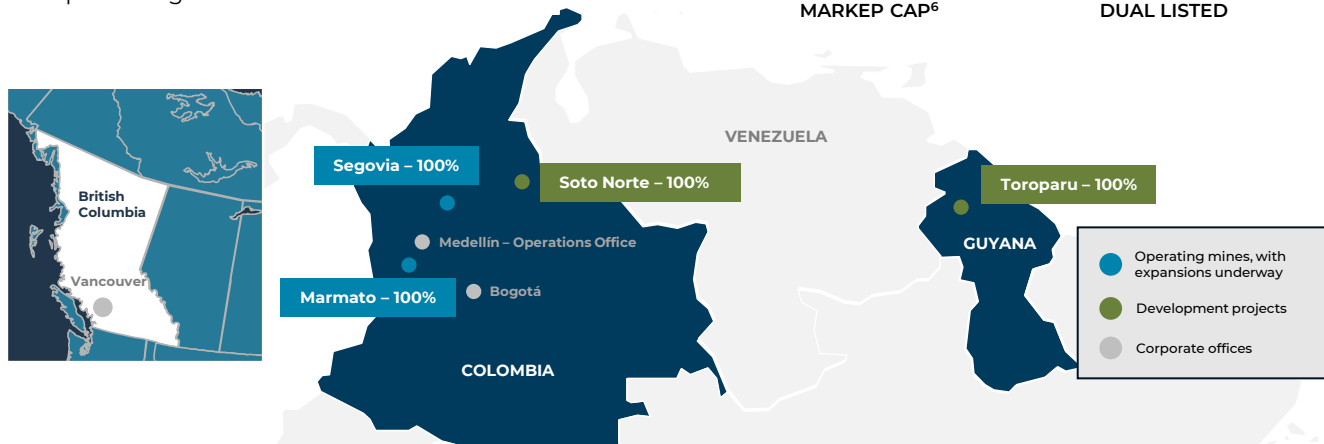 MARKEP CAP⁶
DUAL LISTED
VENEZUELA
Segovia – 100%
Soto Norte – 100%
Toroparu – 100%
British
Columbia
Medellín – Operations Office
GUYANA
Operating mines, with
expansions underway
Vancouver
Marmato – 100%
Bogotá
Development projects
Corporate offices
COLOMBIA